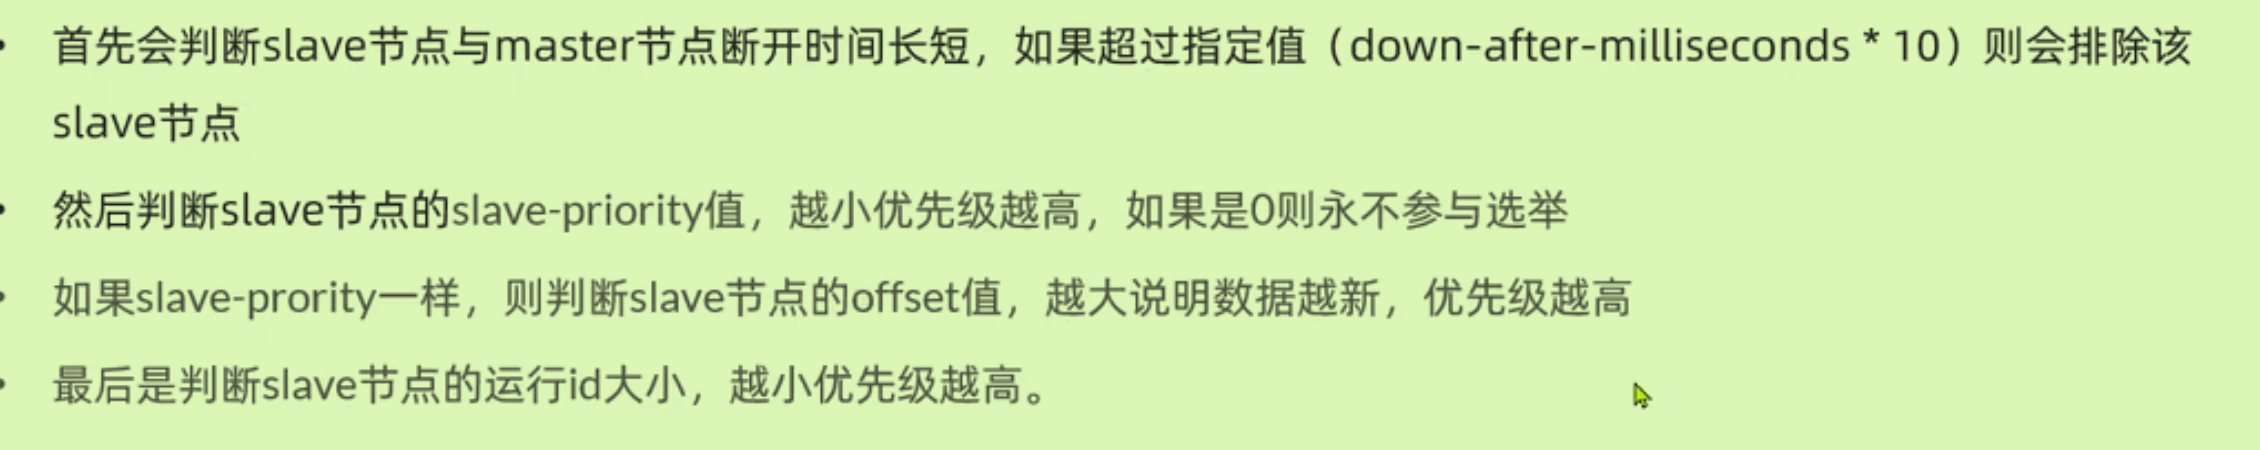 • 首先会判断slave节点与master节点断开时间长短，如果超过指定值（down-after-milliseconds * 10）则会排除该
slave节点
• 然后判断slave节点的slave-priority值，越小优先级越高，如果是0则永不参与选举
• 如果slave-prority一样，则判断slave节点的offset值，越大说明数据越新，优先级越高
• 最后是判断slave节点的运行id大小，越小优先级越高。